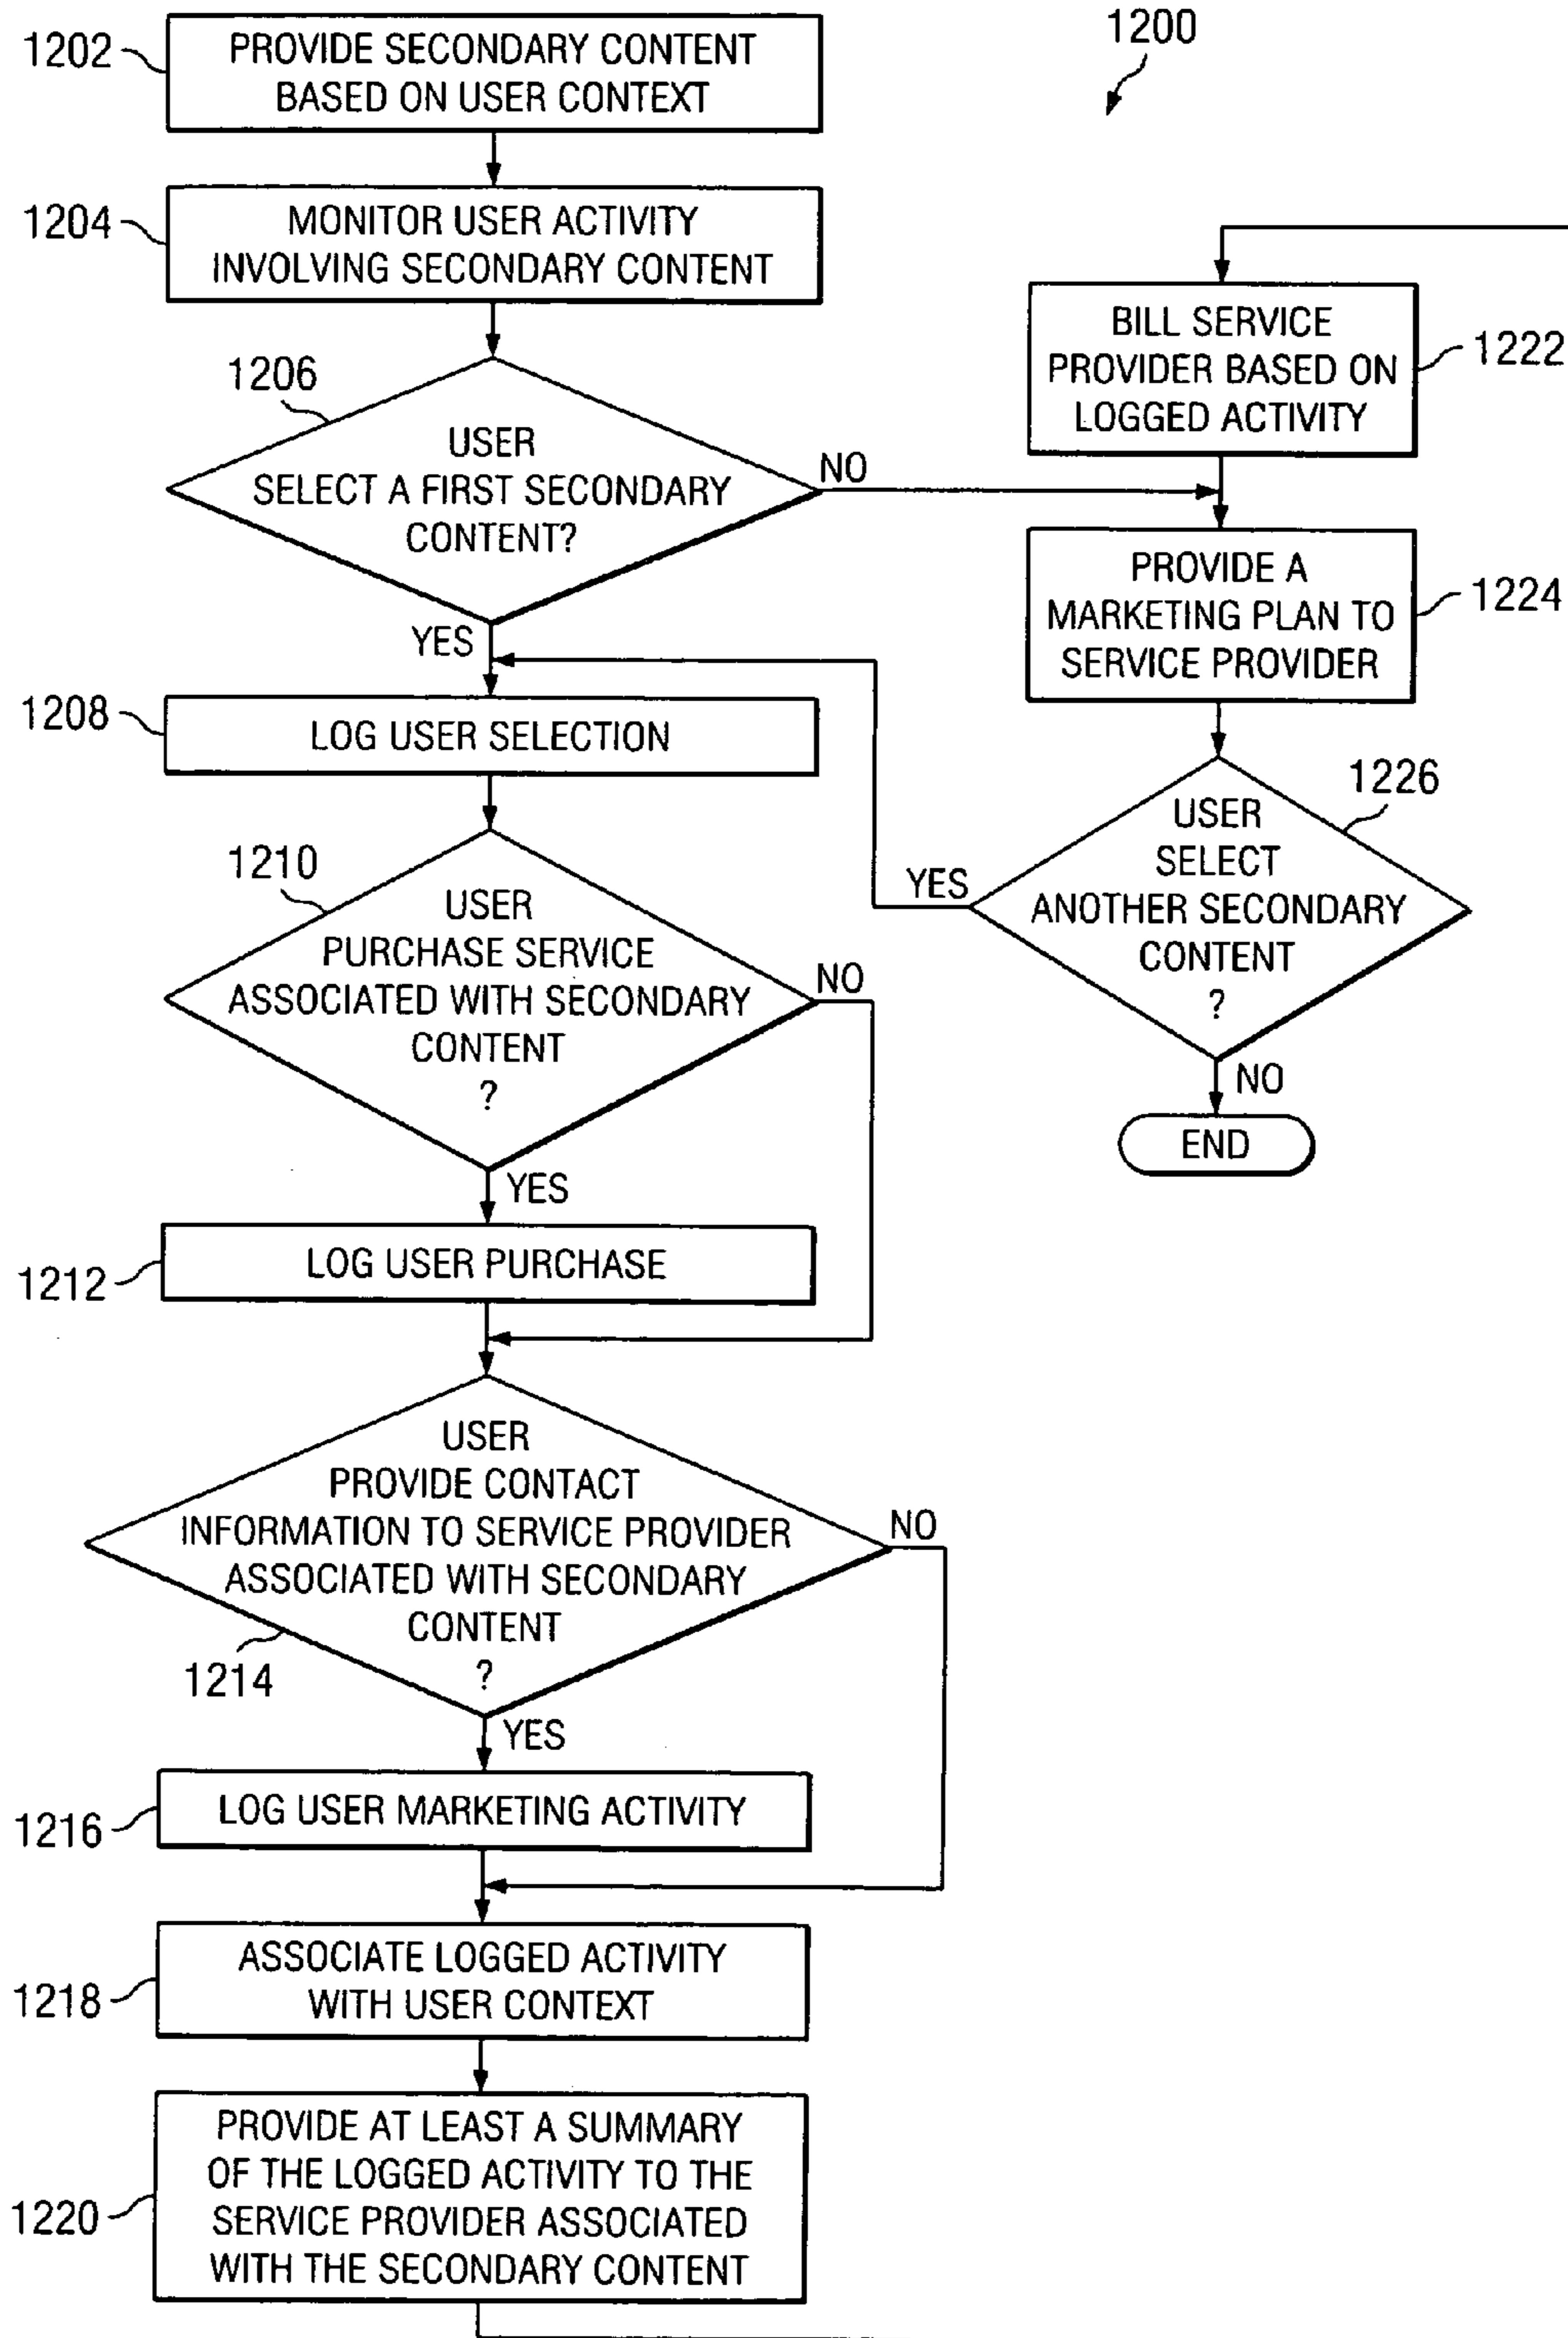 1200
1202
PROVIDE SECONDARY CONTENT
BASED ON USER CONTEXT
1204
MONITOR USER ACTIVITY
INVOLVING SECONDARY CONTENT
1206
USER
SELECT A FIRST SECONDARY
CONTENT?
NO
YES
1208
LOG USER SELECTION
1210
USER
PURCHASE SERVICE
ASSOCIATED WITH SECONDARY
CONTENT
?
NO
YES
1212
LOG USER PURCHASE
USER
PROVIDE CONTACT
INFORMATION TO SERVICE PROVIDER
ASSOCIATED WITH SECONDARY
CONTENT
?
1214
NO
YES
1216
LOG USER MARKETING ACTIVITY
1218
ASSOCIATE LOGGED ACTIVITY
WITH USER CONTEXT
1220
PROVIDE AT LEAST A SUMMARY
OF THE LOGGED ACTIVITY TO THE
SERVICE PROVIDER ASSOCIATED
WITH THE SECONDARY CONTENT
BILL SERVICE
PROVIDER BASED ON
LOGGED ACTIVITY
1222
PROVIDE A
MARKETING PLAN TO
SERVICE PROVIDER
1224
1226
USER
SELECT
ANOTHER SECONDARY
CONTENT
?
YES
NO
END